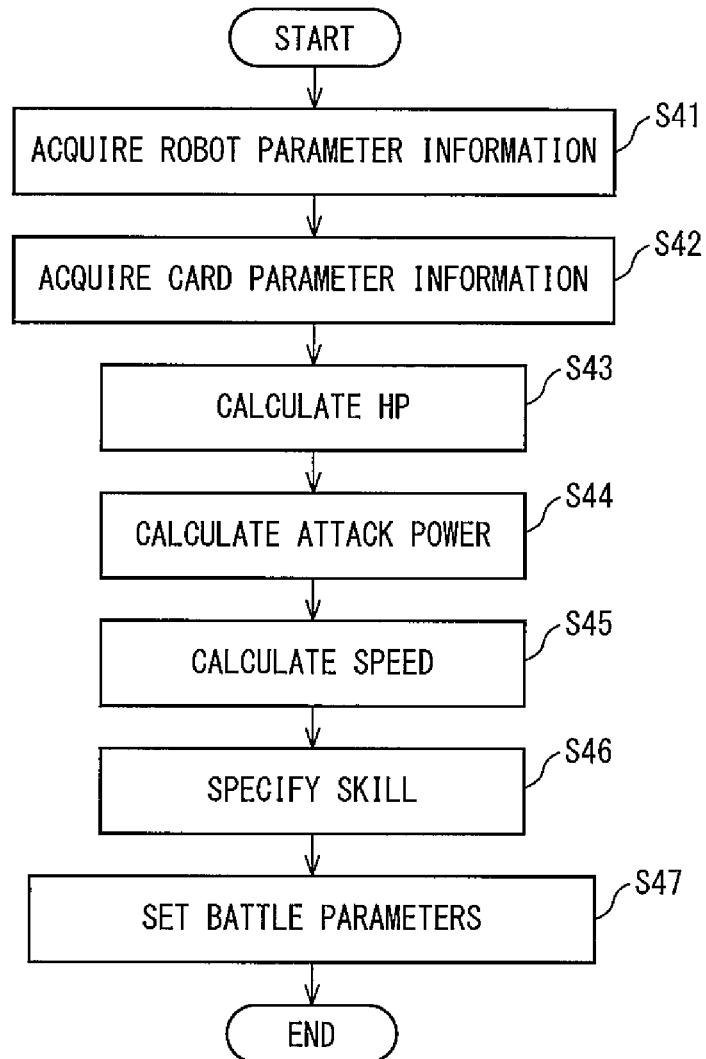 START
S41
ACQUIRE ROBOT PARAMETER INFORMATION
S42
ACQUIRE CARD PARAMETER INFORMATION
S43
CALCULATE HP
S44
CALCULATE ATTACK POWER
S45
CALCULATE SPEED
S46
SPECIFY SKILL
S47
SET BATTLE PARAMETERS
END